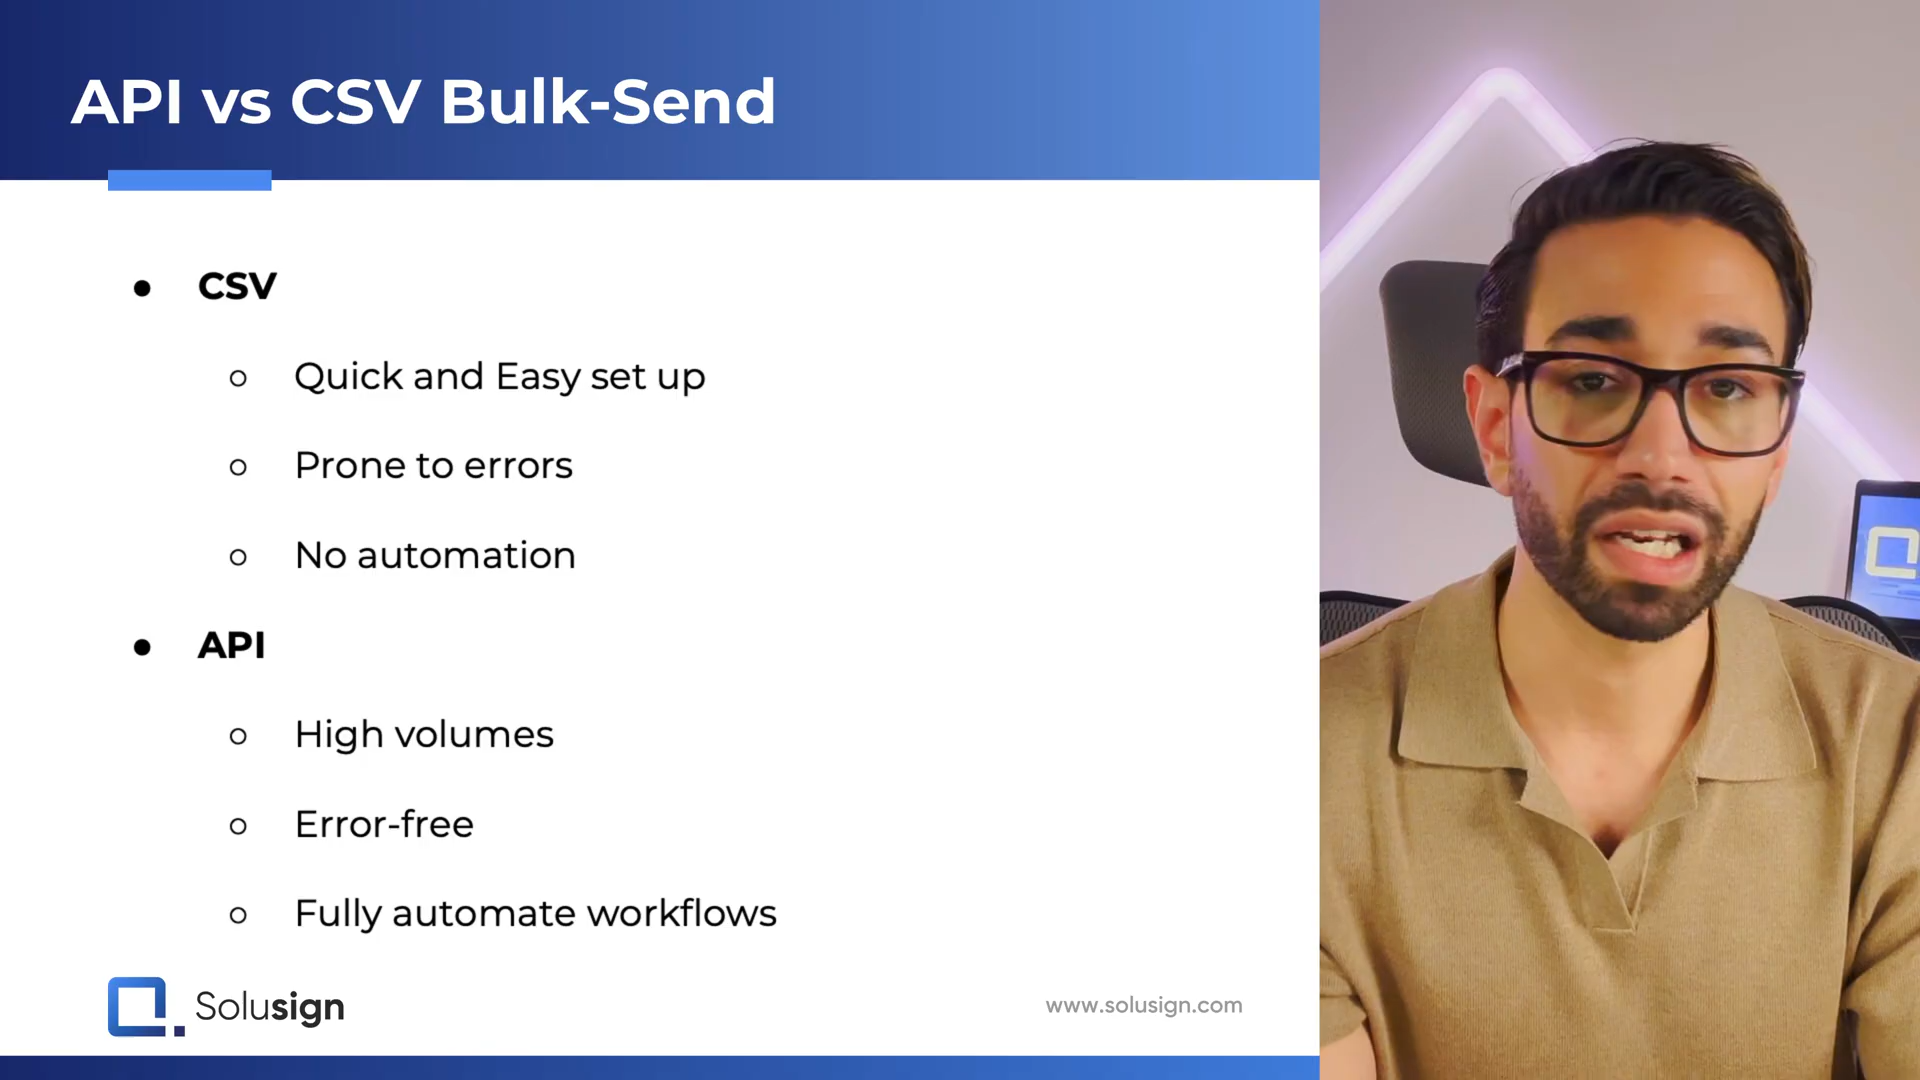 API vs CSV Bulk-Send
● CSV
○ Quick and Easy set up
○ Prone to errors
○ No automation
● API
○ High volumes
○ Error-free
○ Fully automate workflows
Solusign
www.solusign.com